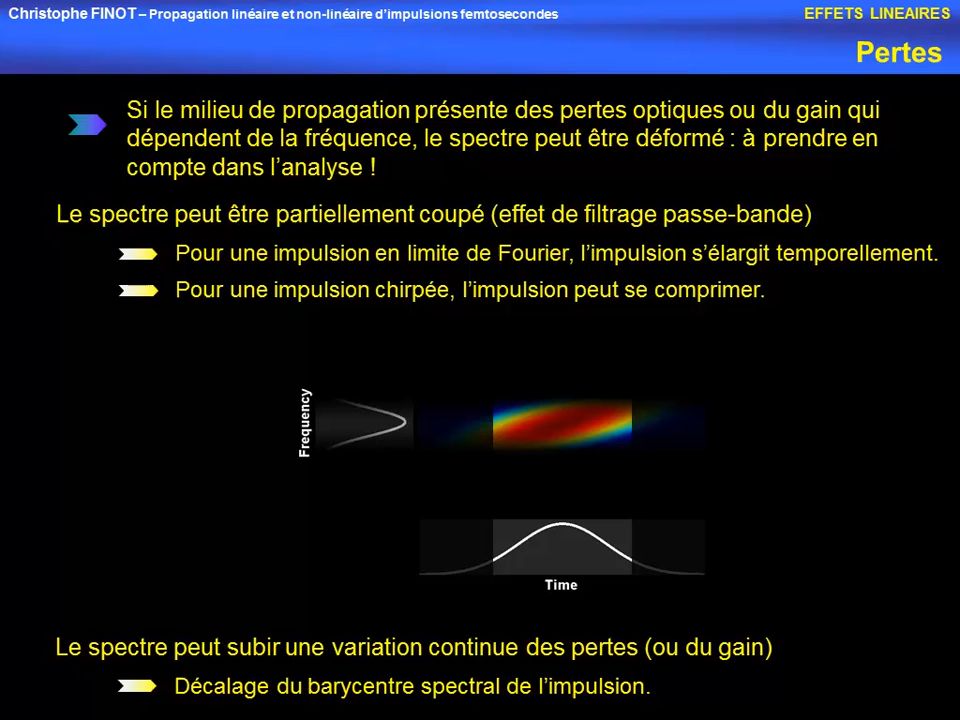 Christophe FINOT – Propagation linéaire et non-linéaire d'impulsions femtosecondes
EFFETS LINEAIRES
Pertes
Si le milieu de propagation présente des pertes optiques ou du gain qui
dépendent de la fréquence, le spectre peut être déformé : à prendre en
compte dans l'analyse !
Le spectre peut être partiellement coupé (effet de filtrage passe-bande)
Pour une impulsion en limite de Fourier, l'impulsion s'élargit temporellement.
Pour une impulsion chirpée, l'impulsion peut se comprimer.
Frequency
Time
Le spectre peut subir une variation continue des pertes (ou du gain)
Décalage du barycentre spectral de l'impulsion.